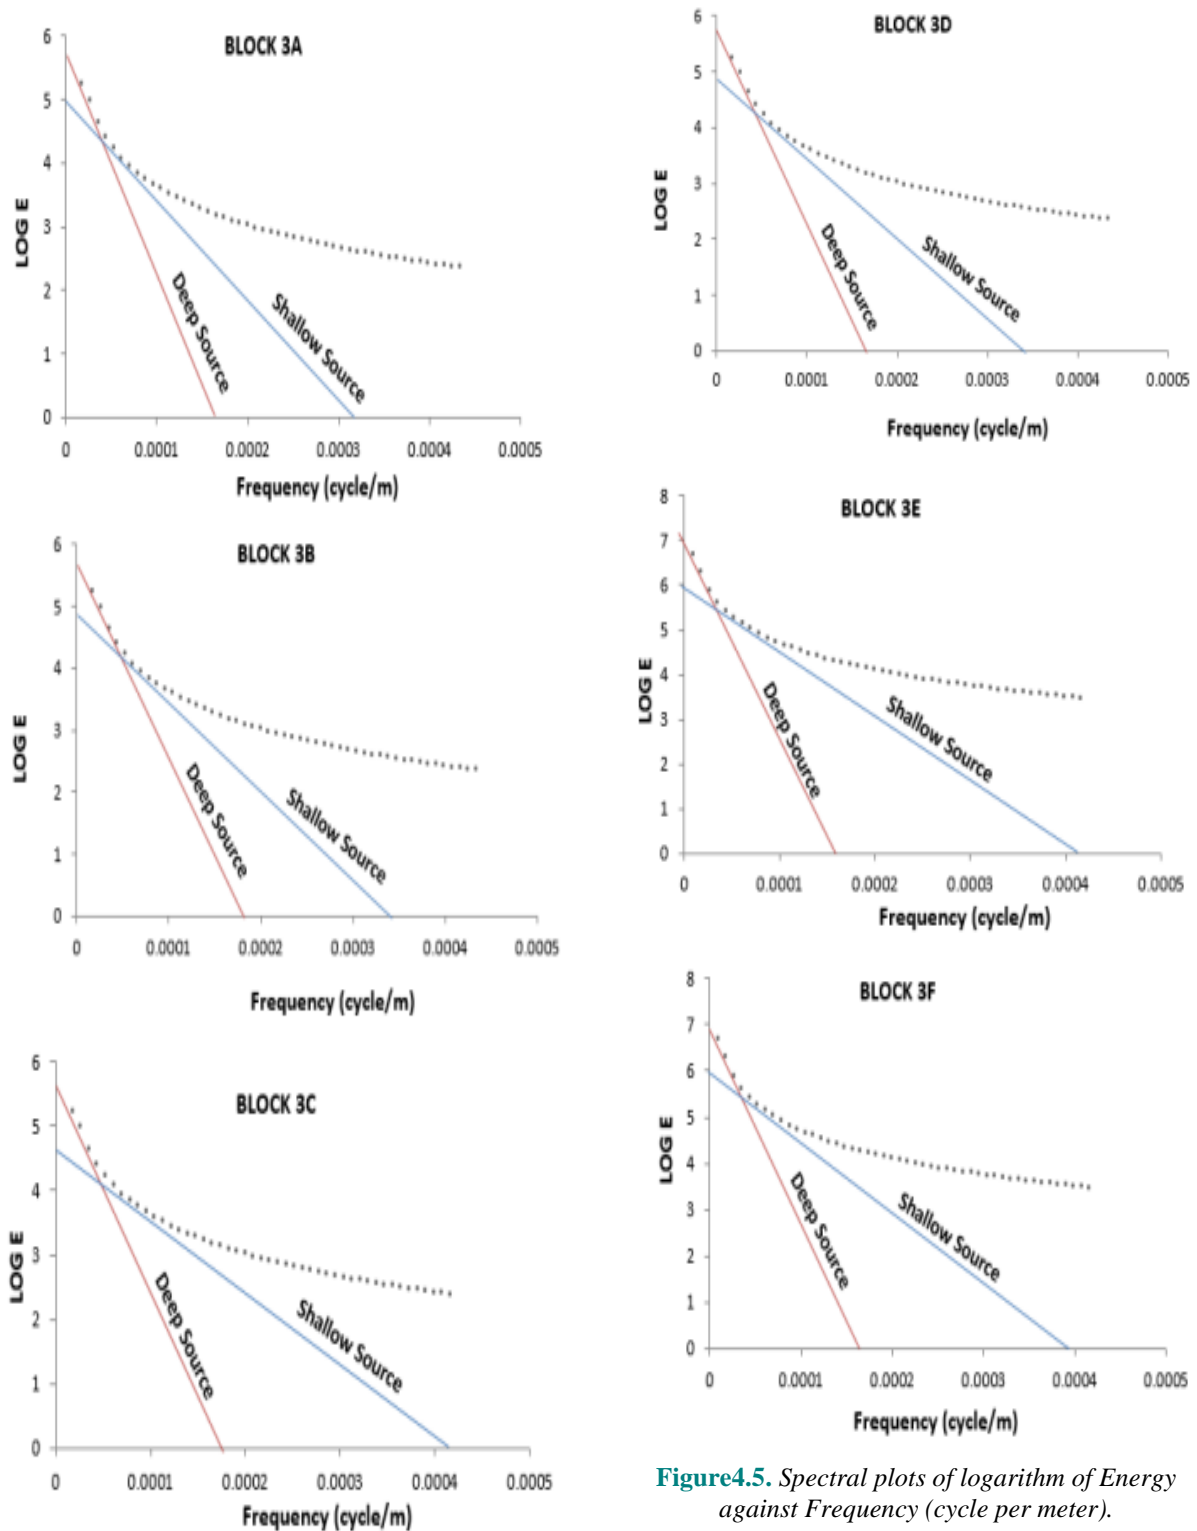 BLOCK 3A
6
5
4
3
2
1
0
LOG E
Deep Source
Shallow Source
0 0.0001 0.0002 0.0003 0.0004 0.0005
Frequency (cycle/m)
BLOCK 3B
6
5
4
3
2
1
0
LOG E
Deep Source
Shallow Source
0 0.0001 0.0002 0.0003 0.0004 0.0005
Frequency (cycle/m)
BLOCK 3C
6
5
4
3
2
1
0
LOG E
Deep Source
Shallow Source
0 0.0001 0.0002 0.0003 0.0004 0.0005
Frequency (cycle/m)
BLOCK 3D
6
5
4
3
2
1
0
LOG E
Deep Source
Shallow Source
0 0.0001 0.0002 0.0003 0.0004 0.0005
Frequency (cycle/m)
BLOCK 3E
8
7
6
5
4
3
2
1
0
LOG E
Deep Source
Shallow Source
0 0.0001 0.0002 0.0003 0.0004 0.0005
Frequency (cycle/m)
BLOCK 3F
8
7
6
5
4
3
2
1
0
LOG E
Deep Source
Shallow Source
0 0.0001 0.0002 0.0003 0.0004 0.0005
Frequency (cycle/m)
Figure4.5. Spectral plots of logarithm of Energy
against Frequency (cycle per meter).